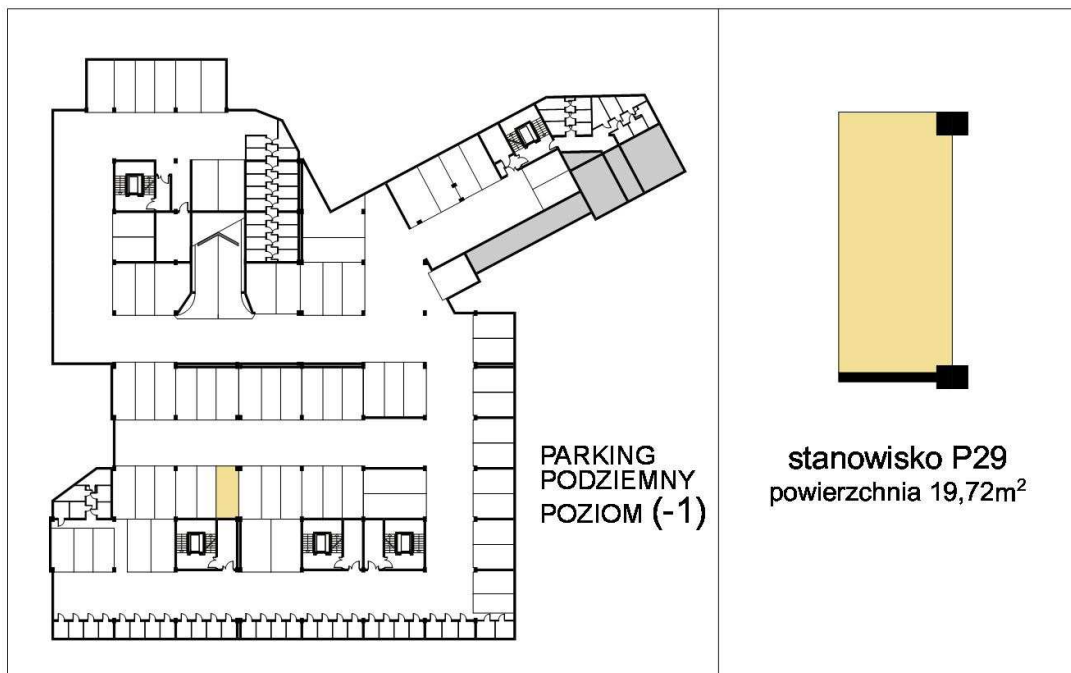 PARKING
PODZIEMNY
POZIOM (-1)
stanowisko P29
powierzchnia 19,72m²